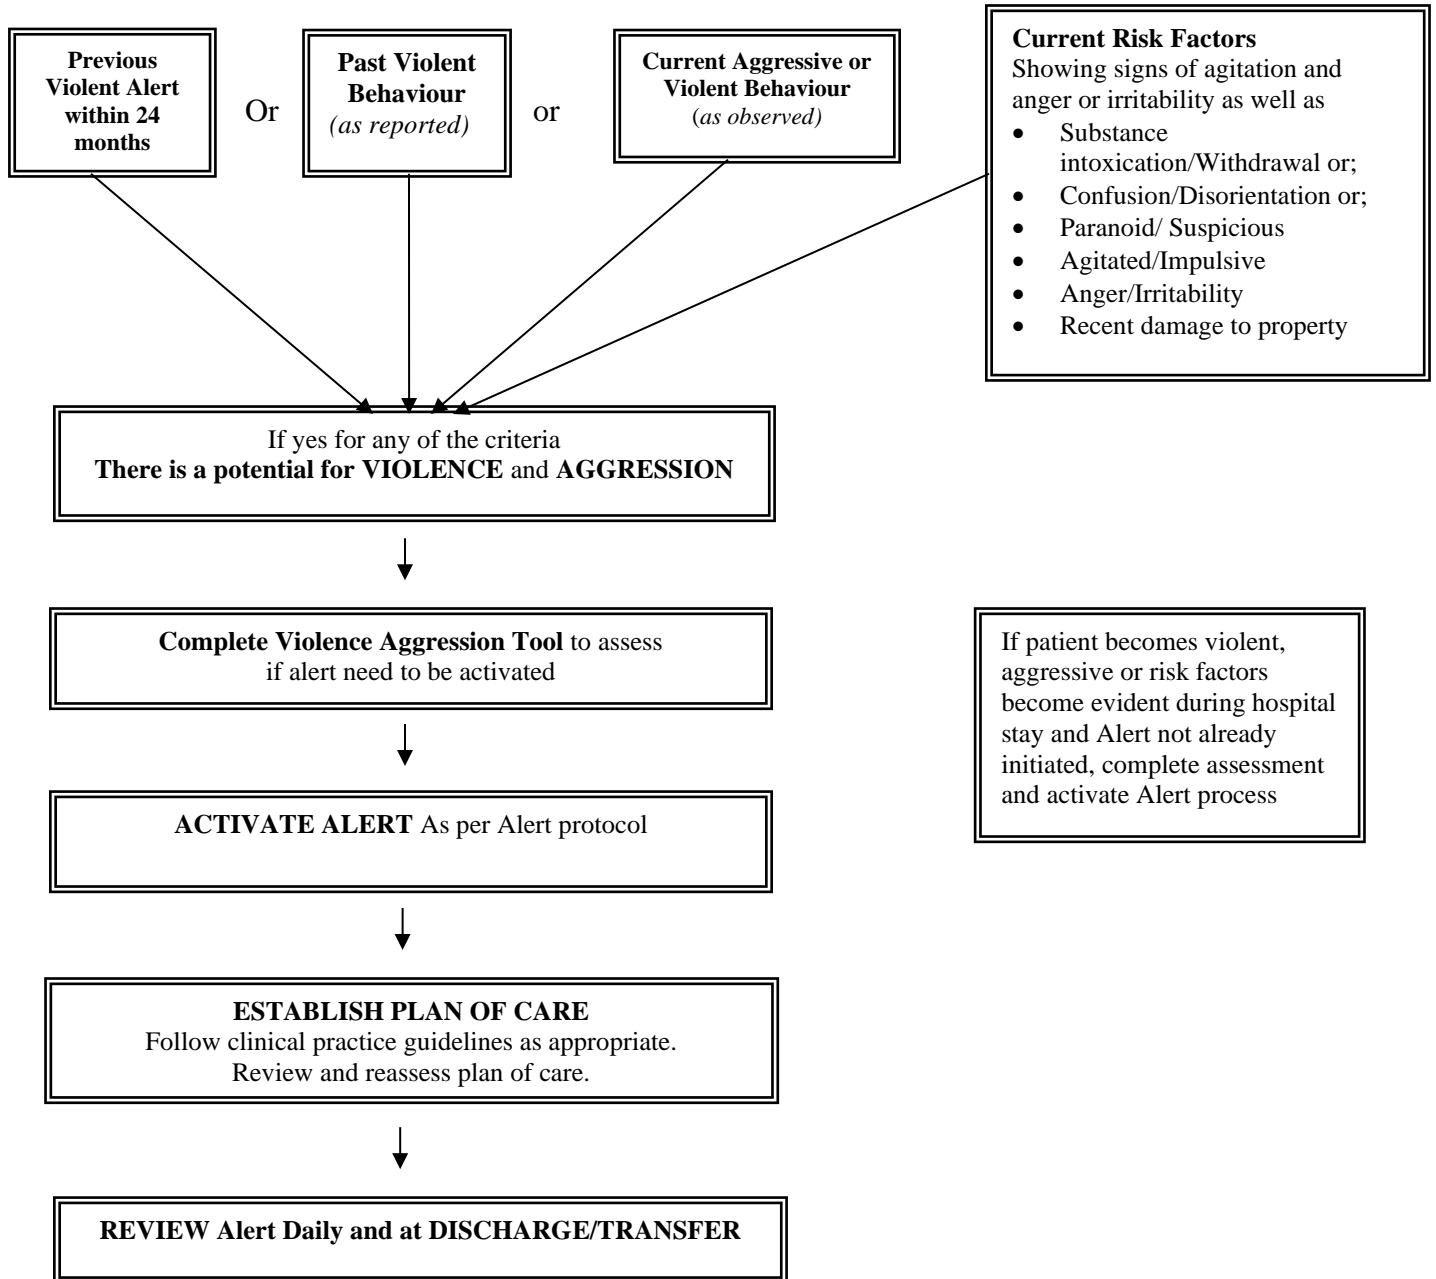 Previous
Violent Alert
within 24
months
Or
Past Violent
Behaviour
(as reported)
or
Current Aggressive or
Violent Behaviour
(as observed)
Current Risk Factors
Showing signs of agitation and
anger or irritability as well as
• Substance
intoxication/Withdrawal or;
• Confusion/Disorientation or;
• Paranoid/ Suspicious
• Agitated/Impulsive
• Anger/Irritability
• Recent damage to property
If yes for any of the criteria
There is a potential for VIOLENCE and AGGRESSION
Complete Violence Aggression Tool to assess
if alert need to be activated
If patient becomes violent,
aggressive or risk factors
become evident during hospital
stay and Alert not already
initiated, complete assessment
and activate Alert process
ACTIVATE ALERT As per Alert protocol
ESTABLISH PLAN OF CARE
Follow clinical practice guidelines as appropriate.
Review and reassess plan of care.
REVIEW Alert Daily and at DISCHARGE/TRANSFER